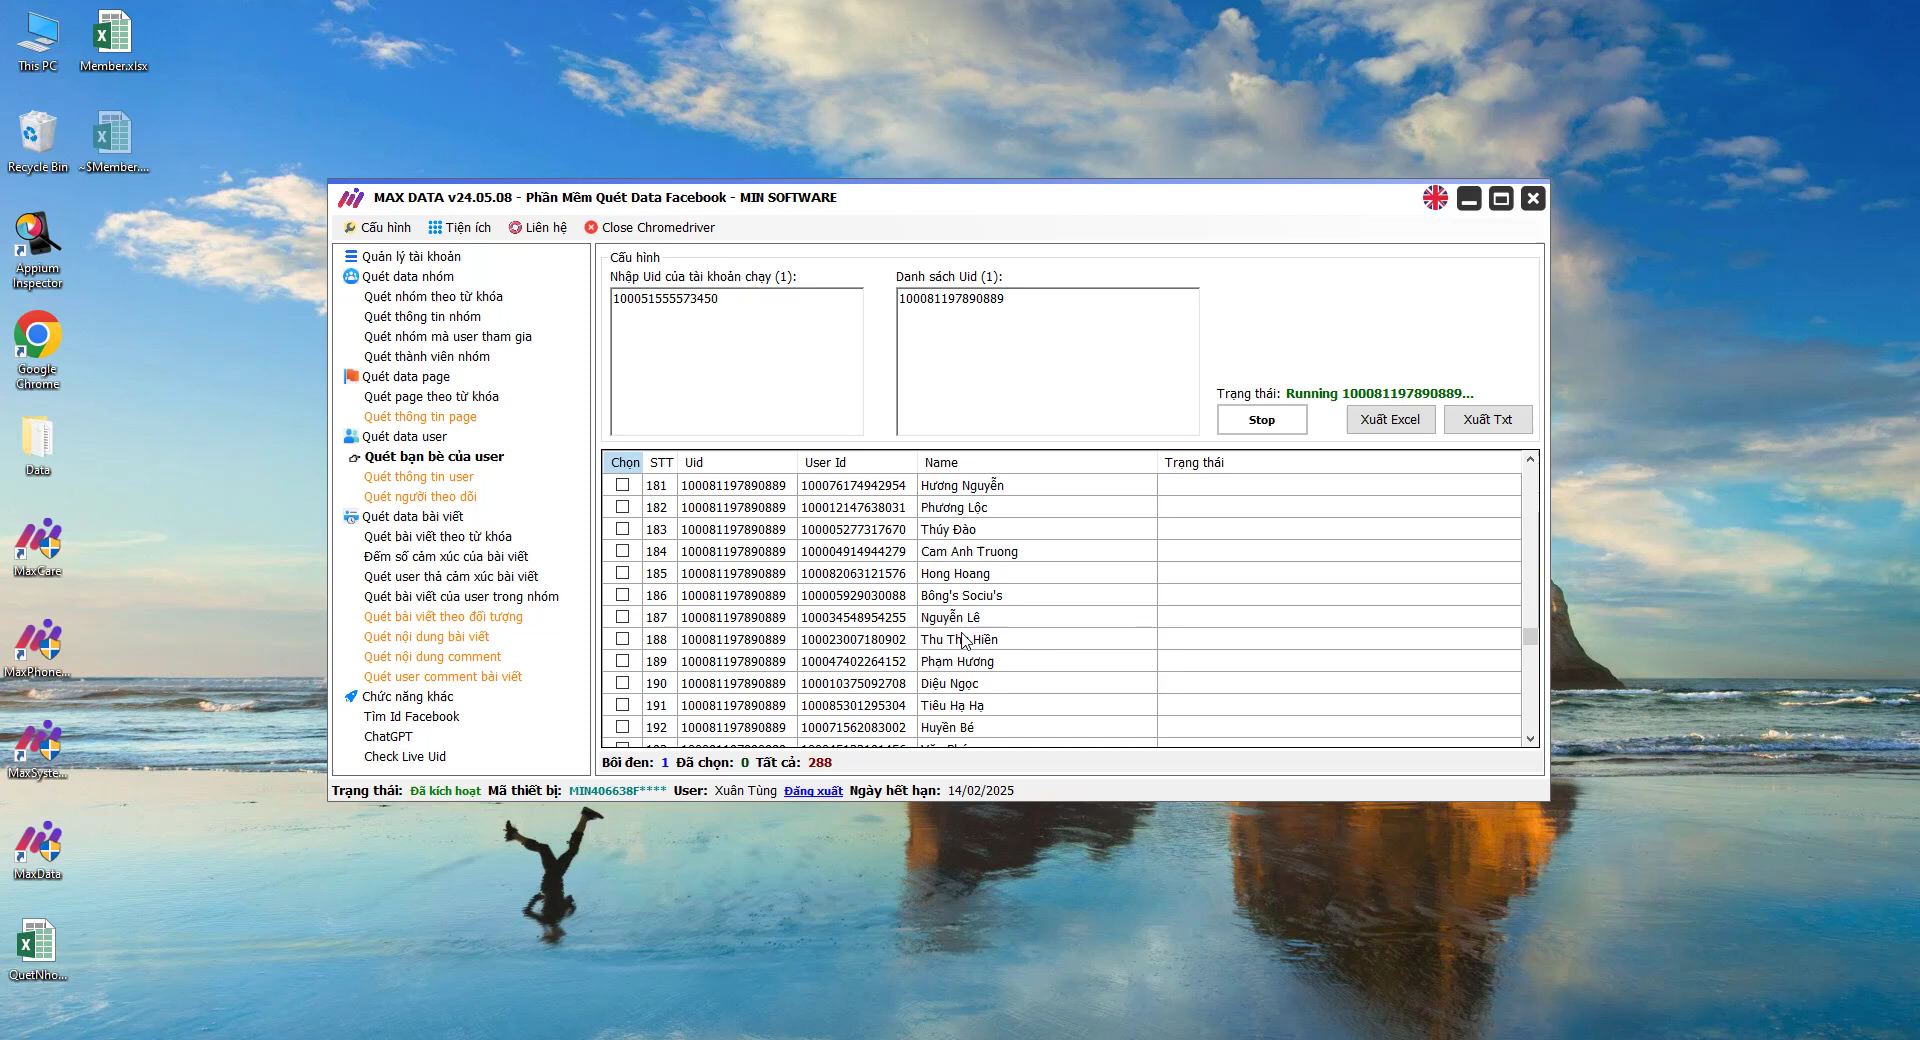 This PC
Member.xlsx
Recycle Bin
~$Member....
Appium
Inspector
Google
Chrome
Data
MaxCare
MaxPhone...
MaxSyste...
MaxData
QuetNho...
MAX DATA v24.05.08 - Phần Mềm Quét Data Facebook - MIN SOFTWARE
Cấu hình Tiện ích Liên hệ Close Chromedriver
Quản lý tài khoản
Quét data nhóm
Quét nhóm theo từ khóa
Quét thông tin nhóm
Quét nhóm mà user tham gia
Quét thành viên nhóm
Quét data page
Quét page theo từ khóa
Quét thông tin page
Quét data user
Quét bạn bè của user
Quét thông tin user
Quét người theo dõi
Quét data bài viết
Quét bài viết theo từ khóa
Đếm số cảm xúc của bài viết
Quét user thả cảm xúc bài viết
Quét bài viết của user trong nhóm
Quét bài viết theo đối tượng
Quét nội dung bài viết
Quét nội dung comment
Quét user comment bài viết
Chức năng khác
Tìm Id Facebook
ChatGPT
Check Live Uid
Cấu hình
Nhập Uid của tài khoản chạy (1): Danh sách Uid (1):
100051555573450 100081197890889
Trạng thái: Running 100081197890889...
Stop Xuất Excel Xuất Txt
Chọn STT Uid User Id Name Trạng thái
181 100081197890889 100076174942954 Hương Nguyễn
182 100081197890889 100012147638031 Phương Lộc
183 100081197890889 100005277317670 Thúy Đào
184 100081197890889 100004914944279 Cam Anh Truong
185 100081197890889 100082063121576 Hong Hoang
186 100081197890889 100005929030088 Bông's Sociu's
187 100081197890889 100034548954255 Nguyễn Lê
188 100081197890889 100023007180902 Thu Hiền
189 100081197890889 100047402264152 Phạm Hương
190 100081197890889 100010375092708 Diệu Ngọc
191 100081197890889 100085301295304 Tiêu Hạ Hạ
192 100081197890889 100071562083002 Huyền Bé
Bôi đen: 1 Đã chọn: 0 Tất cả: 288
Trạng thái: Đã kích hoạt Mã thiết bị: MIN406638F**** User: Xuân Tùng Đăng xuất Ngày hết hạn: 14/02/2025